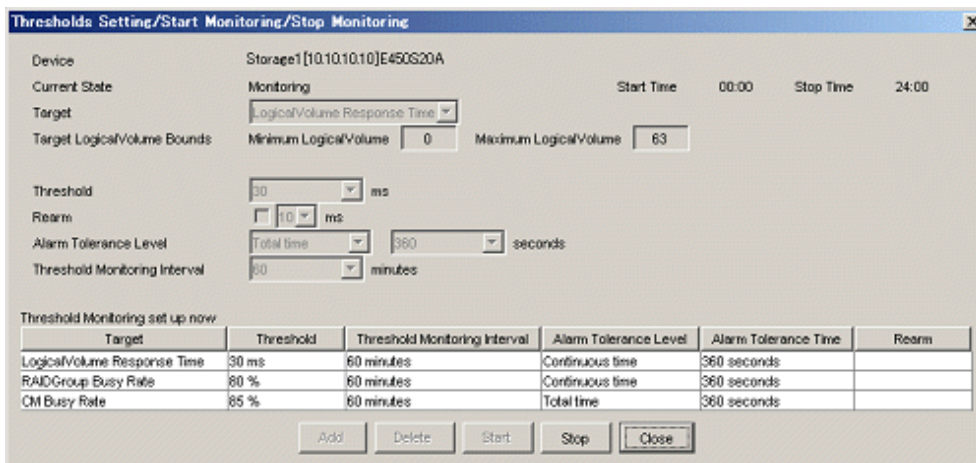 Thresholds Setting/Start Monitoring/Stop Monitoring
Device Storage1[10.10.10.10]E450S20A
Current State Monitoring Start Time 00:00 Stop Time 24:00
Target LogicalVolume Response Time
Target LogicalVolume Bounds Minimum LogicalVolume 0 Maximum LogicalVolume 63
Threshold 30 ms
Rearm 10 ms
Alarm Tolerance Level Total time 360 seconds
Threshold Monitoring Interval 60 minutes
Threshold Monitoring set up now
Target Threshold Threshold Monitoring Interval Alarm Tolerance Level Alarm Tolerance Time Rearm
LogicalVolume Response Time 30 ms 60 minutes Continuous time 360 seconds
RAIDGroup Busy Rate 80 % 60 minutes Continuous time 360 seconds
CM Busy Rate 85 % 60 minutes Total time 360 seconds
Add Delete Start Stop Close